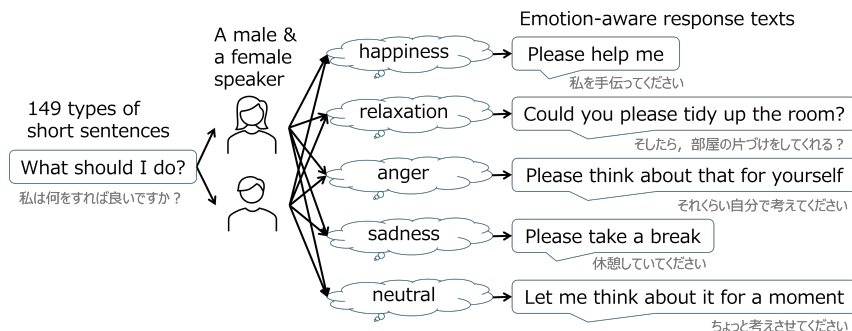 Emotion-aware response texts
A male &
a female
speaker
149 types of
short sentences
What should I do?
私は何をすれば良いですか？
happiness
Please help me
私を手伝ってください
relaxation
Could you please tidy up the room?
そしたら，部屋の片づけをしてくれる？
anger
Please think about that for yourself
それくらい自分で考えてください
sadness
Please take a break
休憩していてください
neutral
Let me think about it for a moment
ちょっと考えさせてください